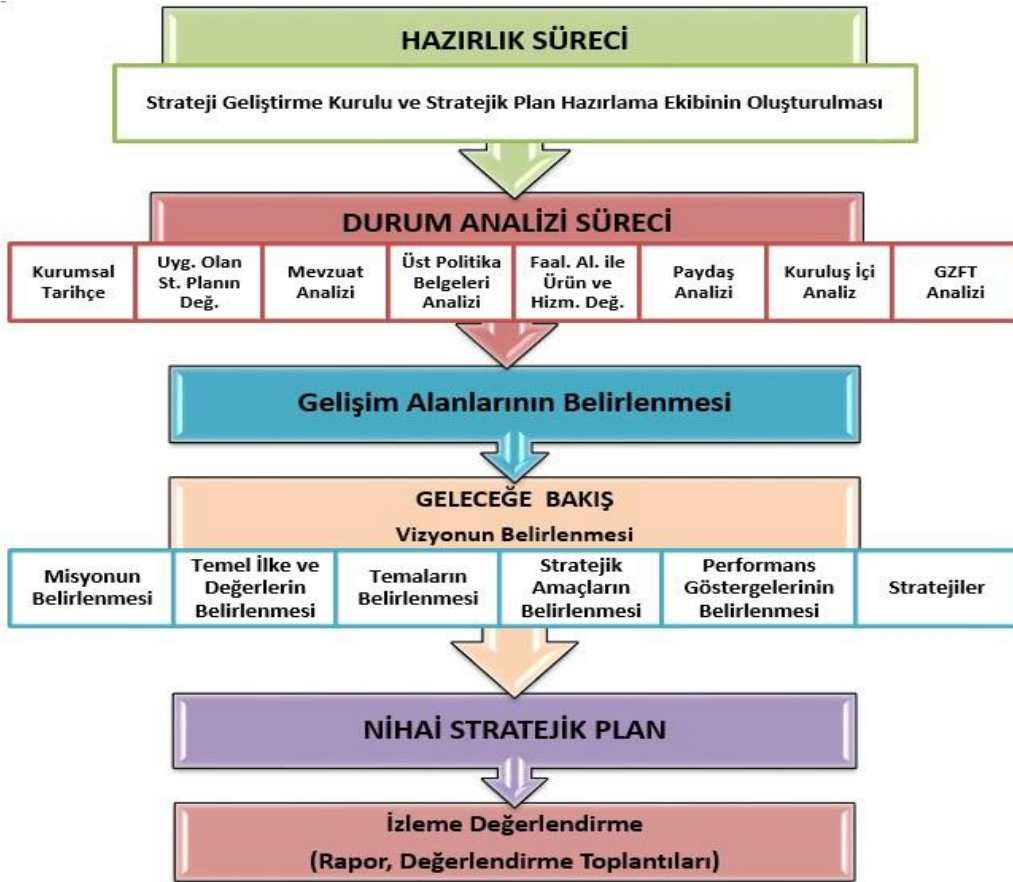 HAZIRLIK SÜRECİ
Strateji Geliştirme Kurulu ve Stratejik Plan Hazırlama Ekibinin Oluşturulması
DURUM ANALİZİ SÜRECİ
Kurumsal
Tarihçe
Uyg. Olan
St. Planın
Değ.
Mevzuat
Analizi
Üst Politika
Belgeleri
Analizi
Faal. Al. ile
Ürün ve
Hizm. Değ.
Paydaş
Analizi
Kuruluş İçi
Analiz
GZFT
Analizi
Gelişim Alanlarının Belirlenmesi
GELECEĞE BAKIŞ
Vizyonun Belirlenmesi
Misyonun
Belirlenmesi
Temel İlke ve
Değerlerin
Belirlenmesi
Temaların
Belirlenmesi
Stratejik
Amaçların
Belirlenmesi
Performans
Göstergelerinin
Belirlenmesi
Stratejiler
NİHAİ STRATEJİK PLAN
İzleme Değerlendirme
(Rapor, Değerlendirme Toplantıları)